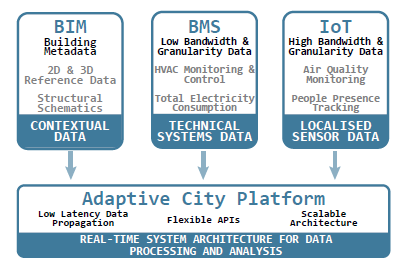 BIM
Building
Metadata
2D & 3D
Reference Data
Structural
Schematics
CONTEXTUAL
DATA
BMS
Low Bandwidth &
Granularity Data
HVAC Monitoring &
Control
Total Electricity
Consumption
TECHNICAL
SYSTEMS DATA
IoT
High Bandwidth &
Granularity Data
Air Quality
Monitoring
People Presence
Tracking
LOCALISED
SENSOR DATA
Adaptive City Platform
Low Latency Data
Propagation
Flexible APIs
Scalable
Architecture
REAL-TIME SYSTEM ARCHITECTURE FOR DATA
PROCESSING AND ANALYSIS